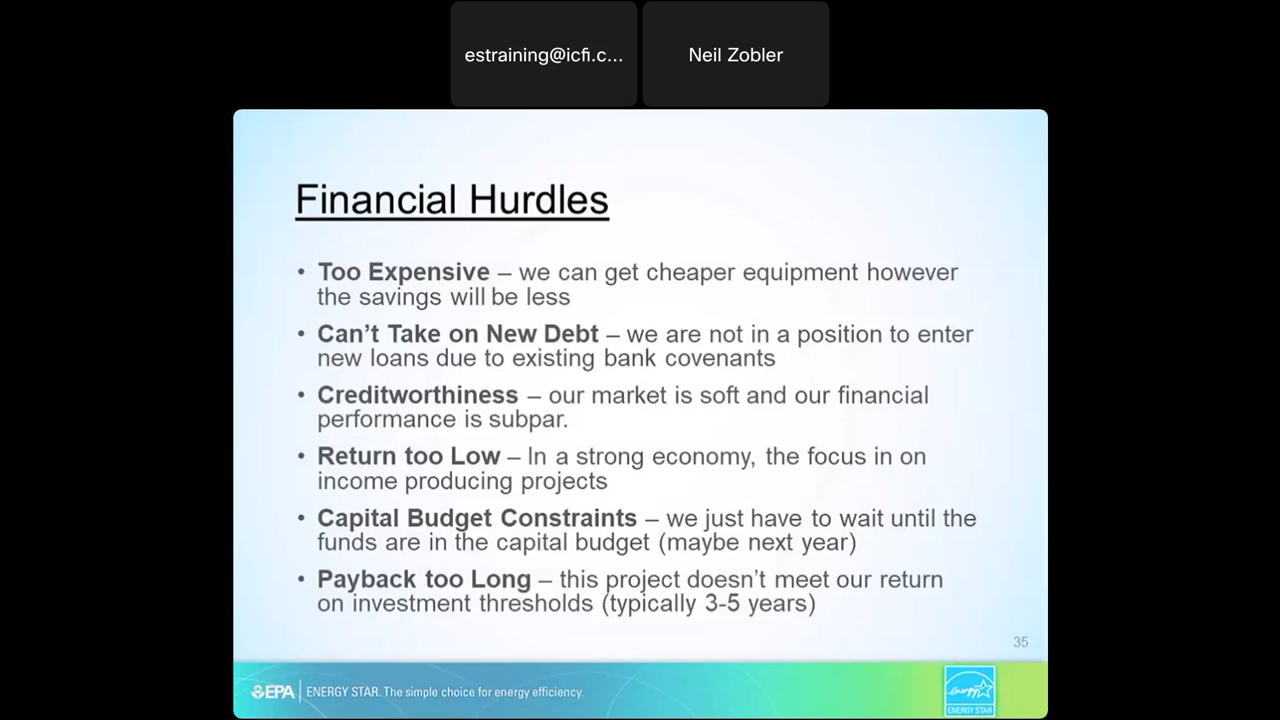 estraining@icfi.c...
Neil Zobler
Financial Hurdles
• Too Expensive – we can get cheaper equipment however
the savings will be less
• Can't Take on New Debt – we are not in a position to enter
new loans due to existing bank covenants
• Creditworthiness – our market is soft and our financial
performance is subpar.
• Return too Low – In a strong economy, the focus in on
income producing projects
• Capital Budget Constraints – we just have to wait until the
funds are in the capital budget (maybe next year)
• Payback too Long – this project doesn't meet our return
on investment thresholds (typically 3-5 years)
35
EPA ENERGY STAR. The simple choice for energy efficiency.
energy
ENERGY STAR